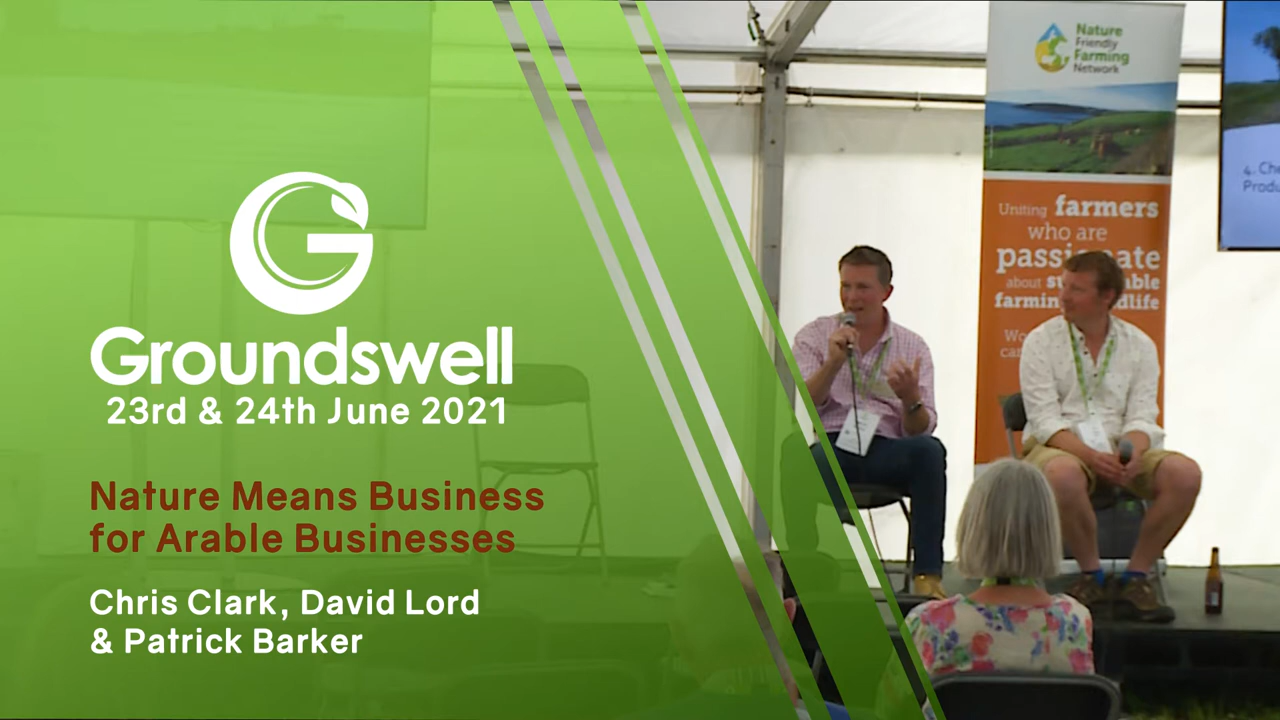 Groundswell
23rd & 24th June 2021
Nature Means Business
for Arable Businesses
Chris Clark, David Lord
& Patrick Barker
Nature
Friendly
Farming
Network
Uniting farmers
who are
about
4.